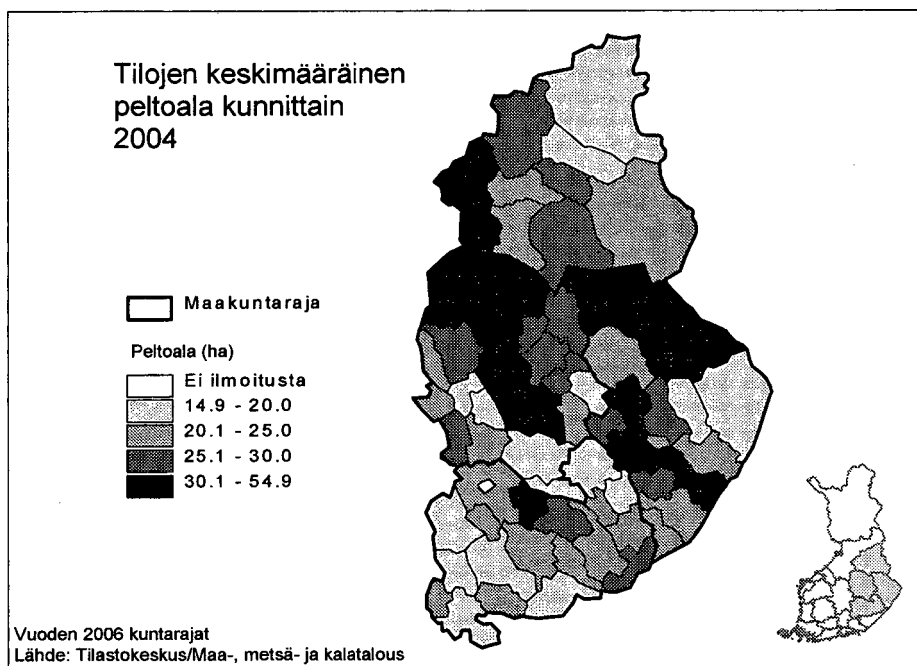 Tilojen keskimääräinen
peltoala kunnittain
2004
Maakuntaraja
Peltoala (ha)
Ei ilmoitusta
14.9 - 20.0
20.1 - 25.0
25.1 - 30.0
30.1 - 54.9
Vuoden 2006 kuntarajat
Lähde: Tilastokeskus/Maa-, metsä- ja kalatalous